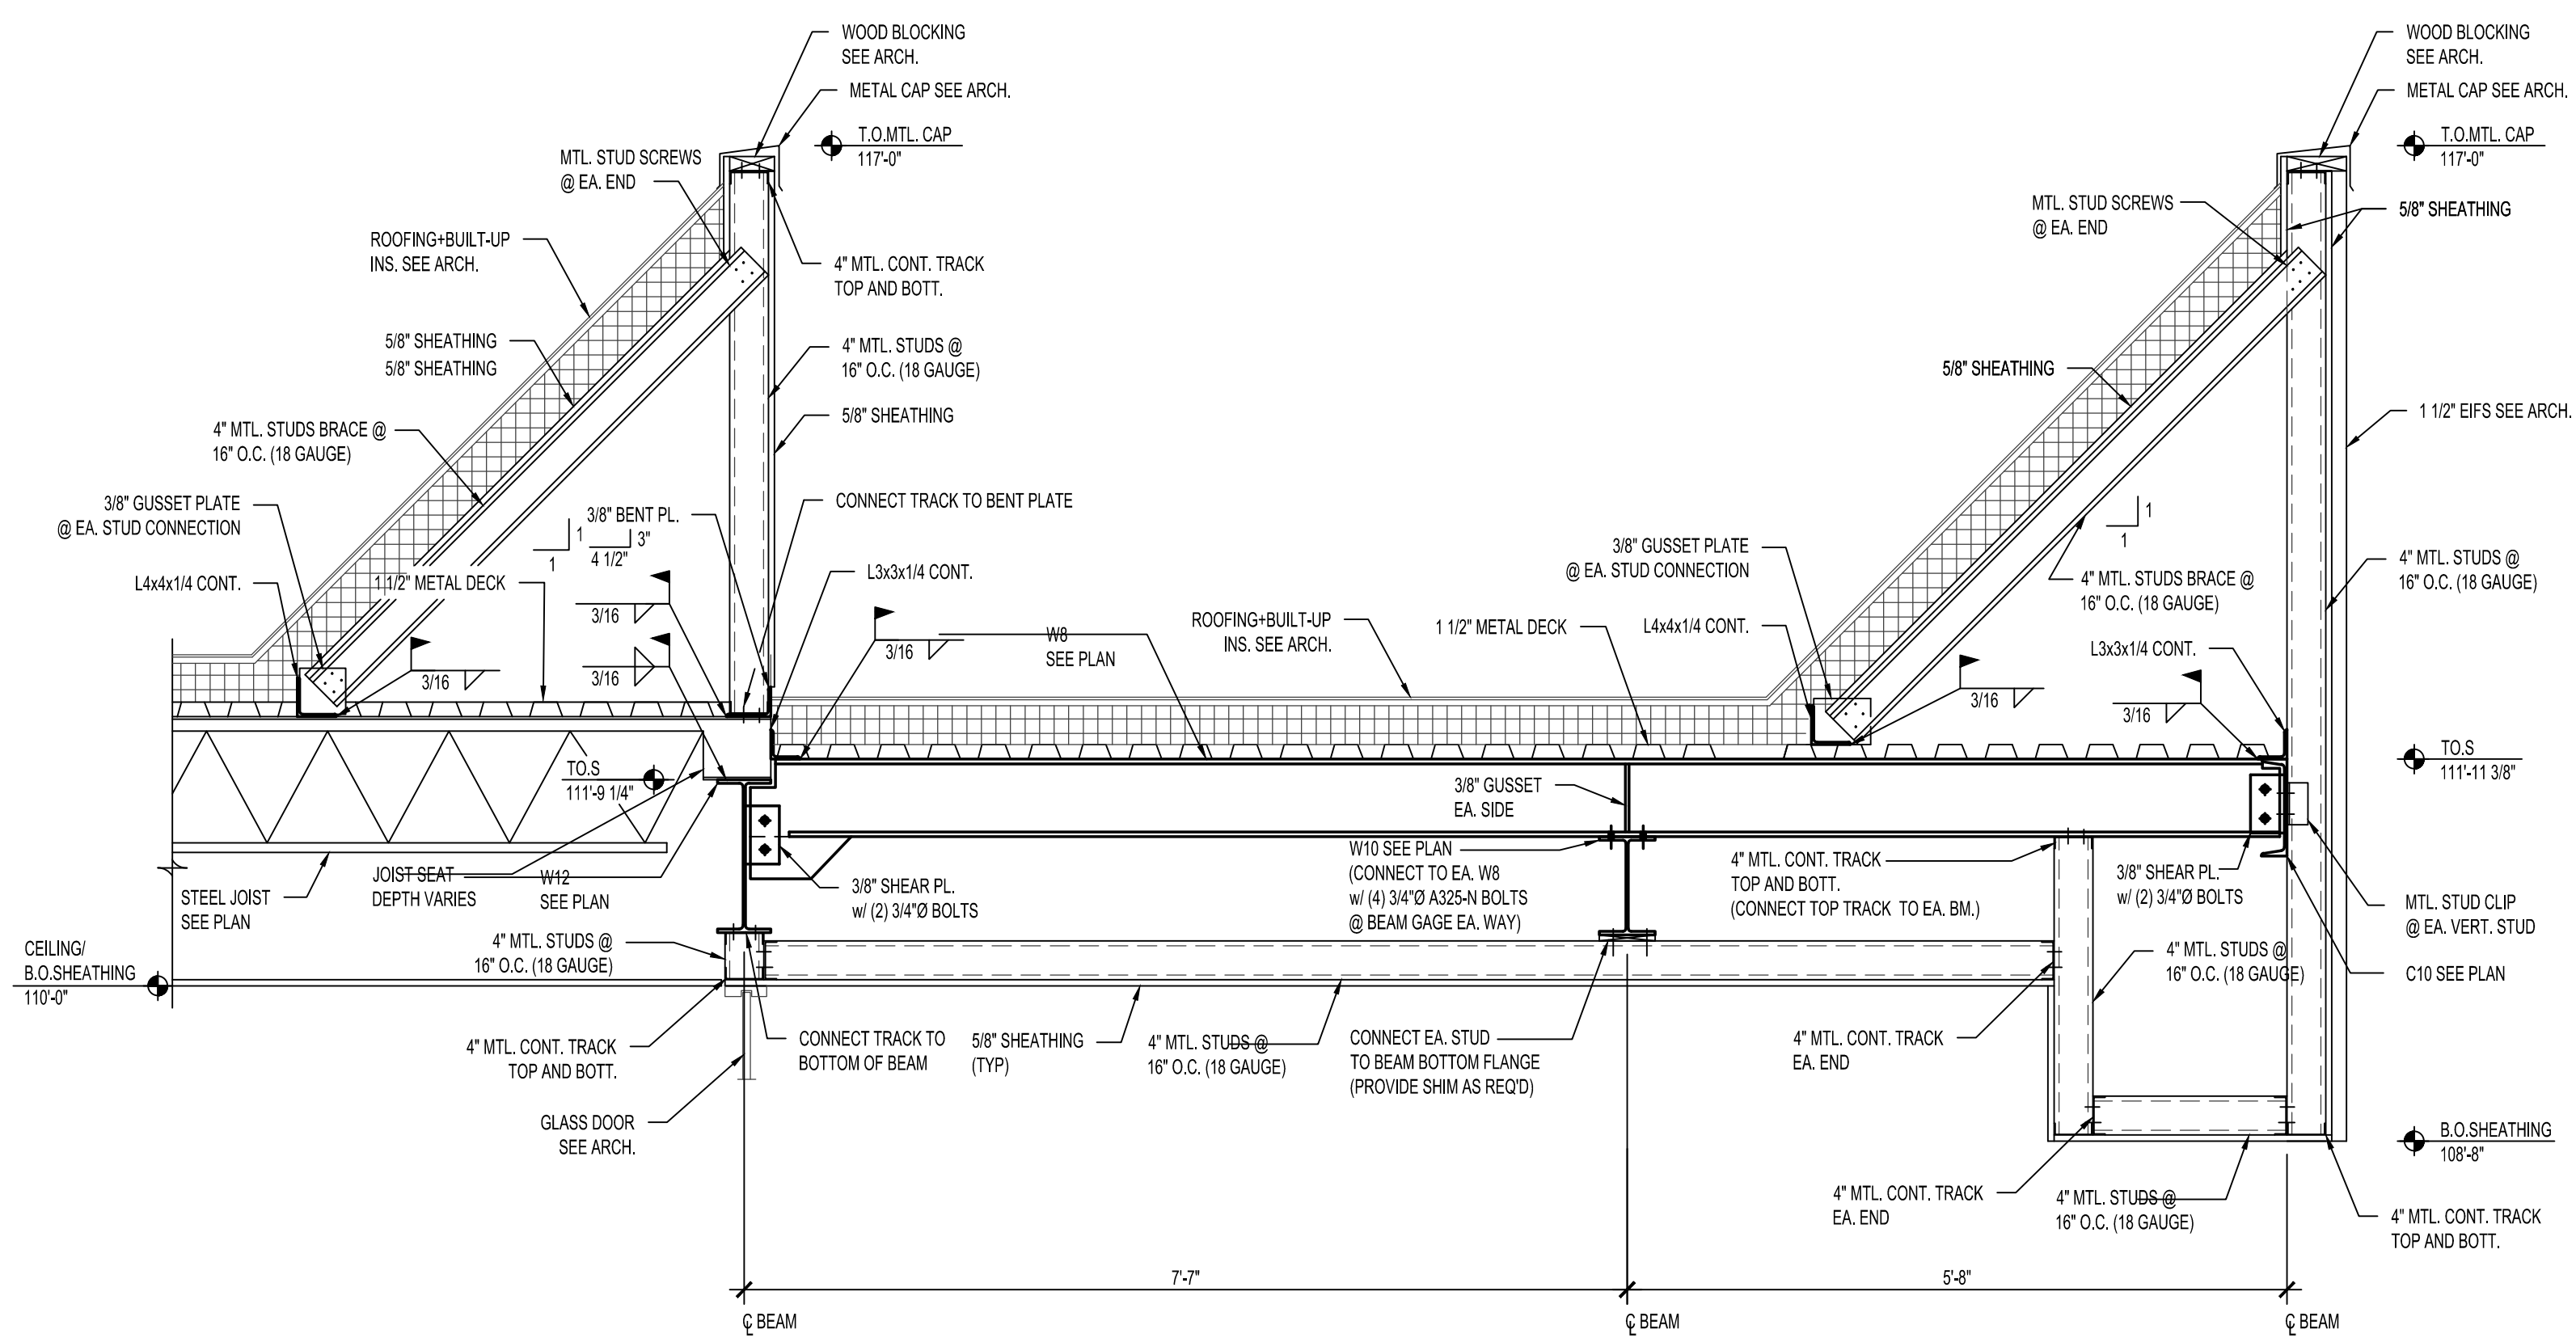 WOOD BLOCKING
SEE ARCH.
METAL CAP SEE ARCH.
T.O.MTL. CAP
117'-0"
MTL. STUD SCREWS
@ EA. END
ROOFING+BUILT-UP
INS. SEE ARCH.
4" MTL. CONT. TRACK
TOP AND BOTT.
5/8" SHEATHING
5/8" SHEATHING
4" MTL. STUDS @
16" O.C. (18 GAUGE)
5/8" SHEATHING
4" MTL. STUDS BRACE @
16" O.C. (18 GAUGE)
3/8" GUSSET PLATE
@ EA. STUD CONNECTION
3/8" BENT PL.
CONNECT TRACK TO BENT PLATE
1
1
3"
4 1/2"
L4x4x1/4 CONT.
1 1/2" METAL DECK
L3x3x1/4 CONT.
3/16
3/16
3/16
3/16
W8
SEE PLAN
T.O.S
111'-9 1/4"
JOIST SEAT
DEPTH VARIES
W12
SEE PLAN
STEEL JOIST
SEE PLAN
3/8" SHEAR PL.
w/ (2) 3/4"Ø BOLTS
CEILING/
B.O.SHEATHING
110'-0"
4" MTL. STUDS @
16" O.C. (18 GAUGE)
4" MTL. CONT. TRACK
TOP AND BOTT.
CONNECT TRACK TO
BOTTOM OF BEAM
GLASS DOOR
SEE ARCH.
5/8" SHEATHING
(TYP)
4" MTL. STUDS @
16" O.C. (18 GAUGE)
CONNECT EA. STUD
TO BEAM BOTTOM FLANGE
(PROVIDE SHIM AS REQ'D)
3/8" GUSSET
EA. SIDE
W10 SEE PLAN
(CONNECT TO EA. W8
w/ (4) 3/4"Ø A325-N BOLTS
@ BEAM GAGE EA. WAY)
ROOFING+BUILT-UP
INS. SEE ARCH.
1 1/2" METAL DECK
3/8" GUSSET PLATE
@ EA. STUD CONNECTION
L4x4x1/4 CONT.
WOOD BLOCKING
SEE ARCH.
METAL CAP SEE ARCH.
T.O.MTL. CAP
117'-0"
MTL. STUD SCREWS
@ EA. END
5/8" SHEATHING
5/8" SHEATHING
1 1/2" EIFS SEE ARCH.
1
1
4" MTL. STUDS BRACE @
16" O.C. (18 GAUGE)
4" MTL. STUDS @
16" O.C. (18 GAUGE)
L3x3x1/4 CONT.
3/16
3/16
T.O.S
111'-11 3/8"
4" MTL. CONT. TRACK
TOP AND BOTT.
(CONNECT TOP TRACK TO EA. BM.)
3/8" SHEAR PL.
w/ (2) 3/4"Ø BOLTS
MTL. STUD CLIP
@ EA. VERT. STUD
4" MTL. STUDS @
16" O.C. (18 GAUGE)
C10 SEE PLAN
4" MTL. CONT. TRACK
EA. END
B.O.SHEATHING
108'-8"
4" MTL. CONT. TRACK
EA. END
4" MTL. STUDS @
16" O.C. (18 GAUGE)
4" MTL. CONT. TRACK
TOP AND BOTT.
7'-7"
5'-8"
℄ BEAM
℄ BEAM
℄ BEAM